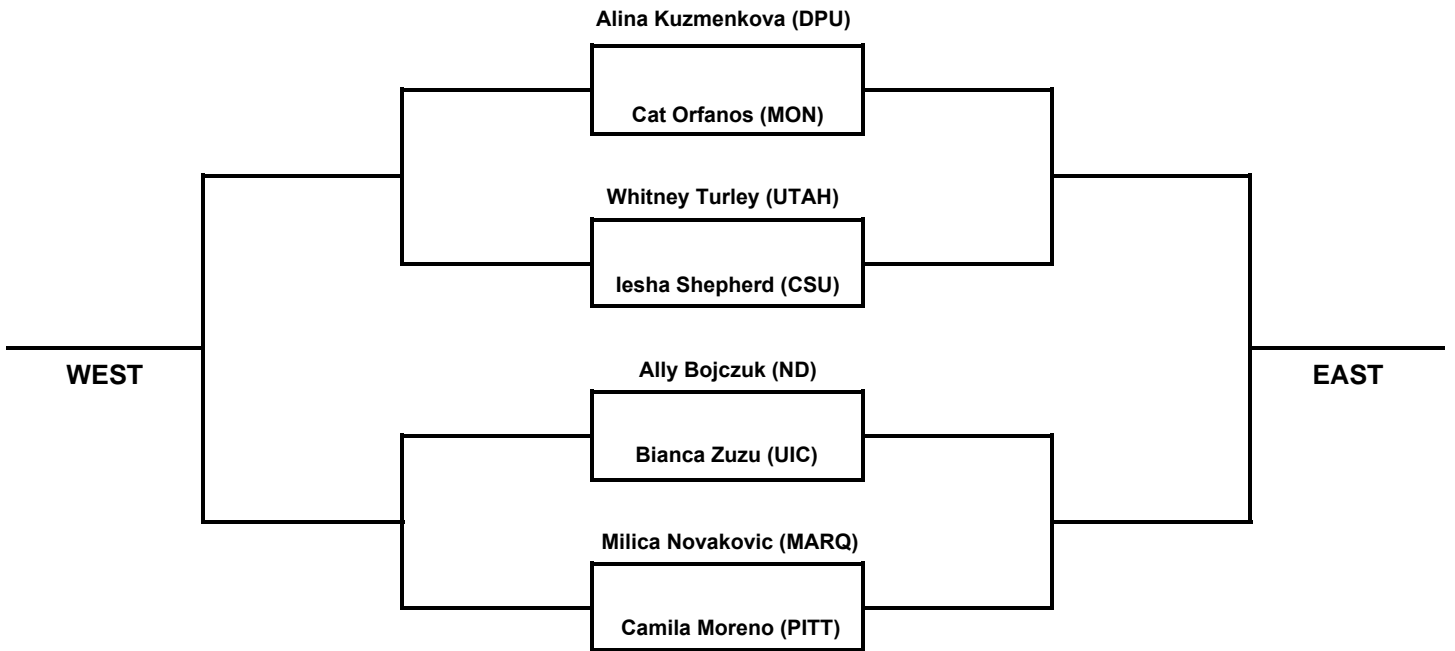 Alina Kuzmenkova (DPU)
Cat Orfanos (MON)
Whitney Turley (UTAH)
Iesha Shepherd (CSU)
WEST
Ally Bojczuk (ND)
EAST
Bianca Zuzu (UIC)
Milica Novakovic (MARQ)
Camila Moreno (PITT)